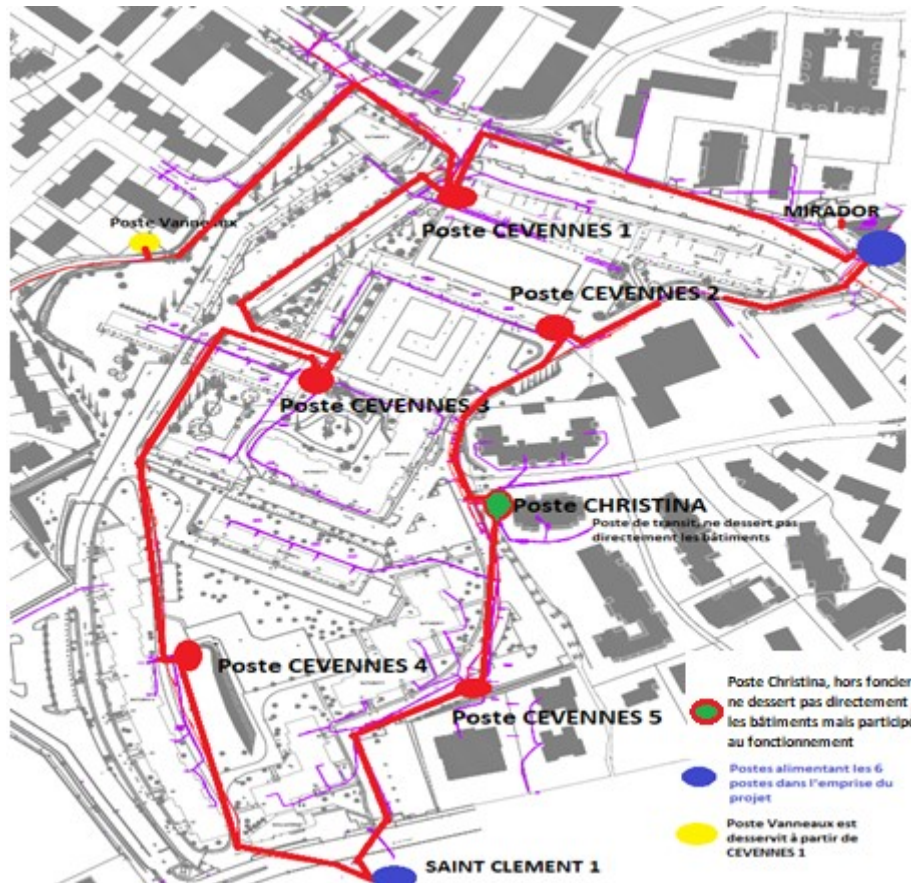 Poste Vanneaux
Poste CEVENNES 1
MIRADOR
Poste CEVENNES 2
Poste CEVENNES 3
Poste CHRISTINA
Poste de transit, ne dessert pas
directement les bâtiments
Poste CEVENNES 4
Poste CEVENNES 5
SAINT CLEMENT 1
Poste Christina, hors foncier
ne dessert pas directement
les bâtiments mais participe
au fonctionnement
Postes alimentant les 6
postes dans l'emprise du
projet
Poste Vanneaux est
desservit à partir de
CEVENNES 1